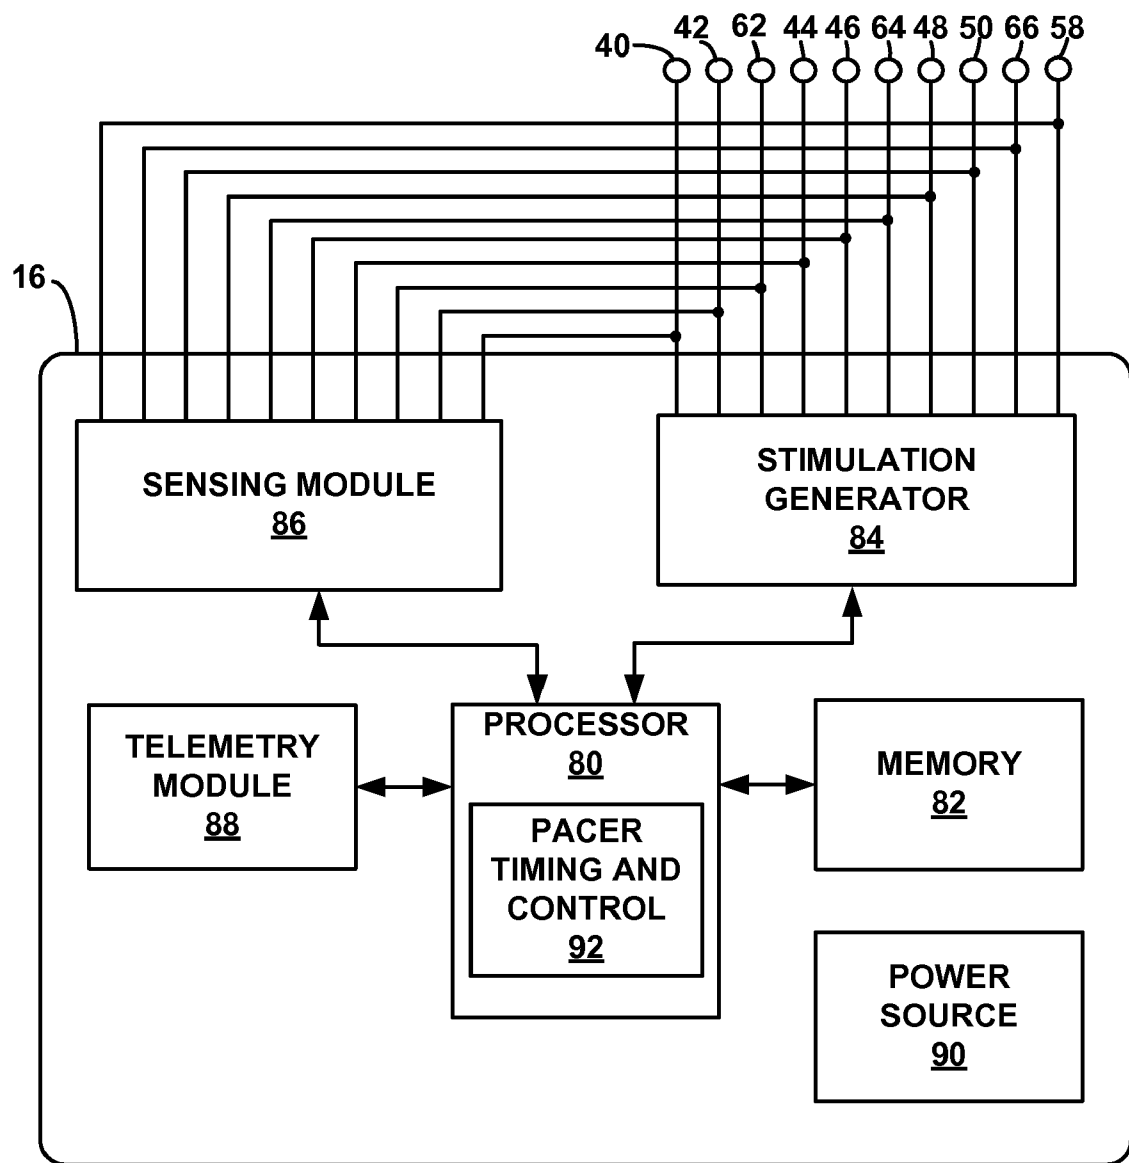 40 42 62 44 46 64 48 50 66 58
16
SENSING MODULE
86
STIMULATION
GENERATOR
84
TELEMETRY
MODULE
88
PROCESSOR
80
PACER
TIMING AND
CONTROL
92
MEMORY
82
POWER
SOURCE
90